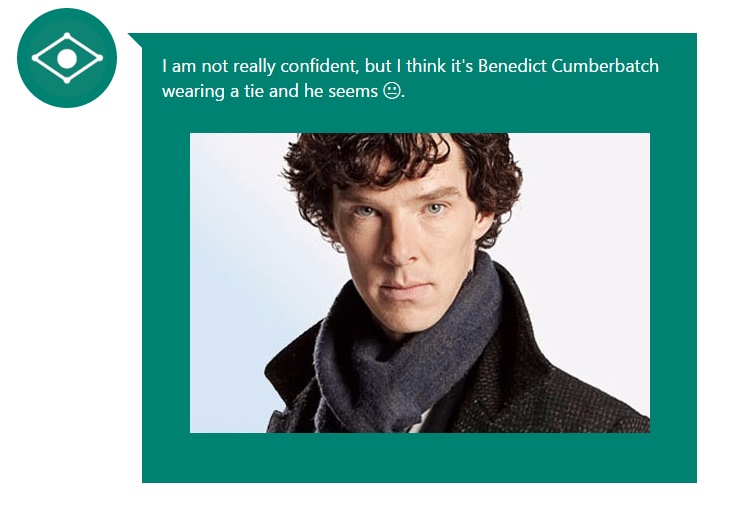 I am not really confident, but I think it's Benedict Cumberbatch
wearing a tie and he seems 😐.